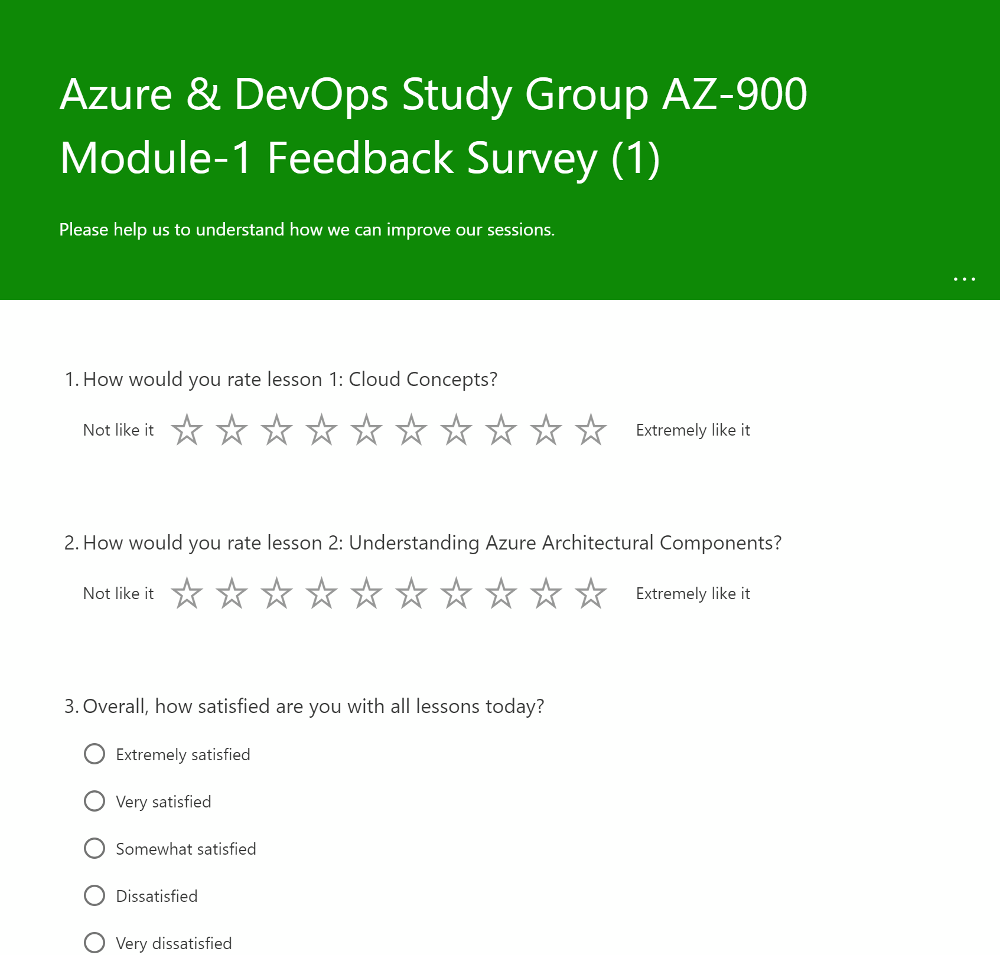 Azure & DevOps Study Group AZ-900
Module-1 Feedback Survey (1)
Please help us to understand how we can improve our sessions.
...
1. How would you rate lesson 1: Cloud Concepts?
Not like it Extremely like it
2. How would you rate lesson 2: Understanding Azure Architectural Components?
Not like it Extremely like it
3. Overall, how satisfied are you with all lessons today?
Extremely satisfied
Very satisfied
Somewhat satisfied
Dissatisfied
Very dissatisfied